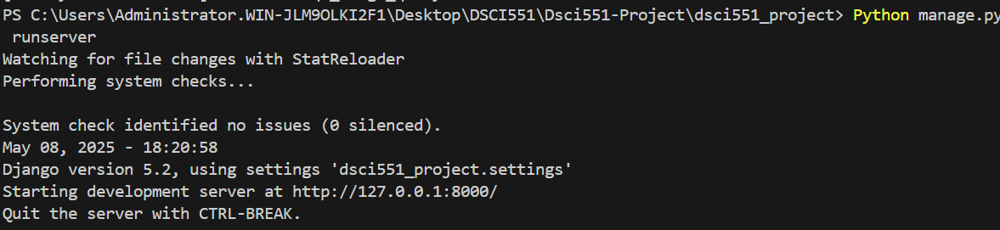 PS C:\Users\Administrator.WIN-JLM9OLKI2F1\Desktop\DSCI551\Dsci551-Project\dsci551_project> Python manage.py
runserver
Watching for file changes with StatReloader
Performing system checks...
System check identified no issues (0 silenced).
May 08, 2025 - 18:20:58
Django version 5.2, using settings 'dsci551_project.settings'
Starting development server at http://127.0.0.1:8000/
Quit the server with CTRL-BREAK.